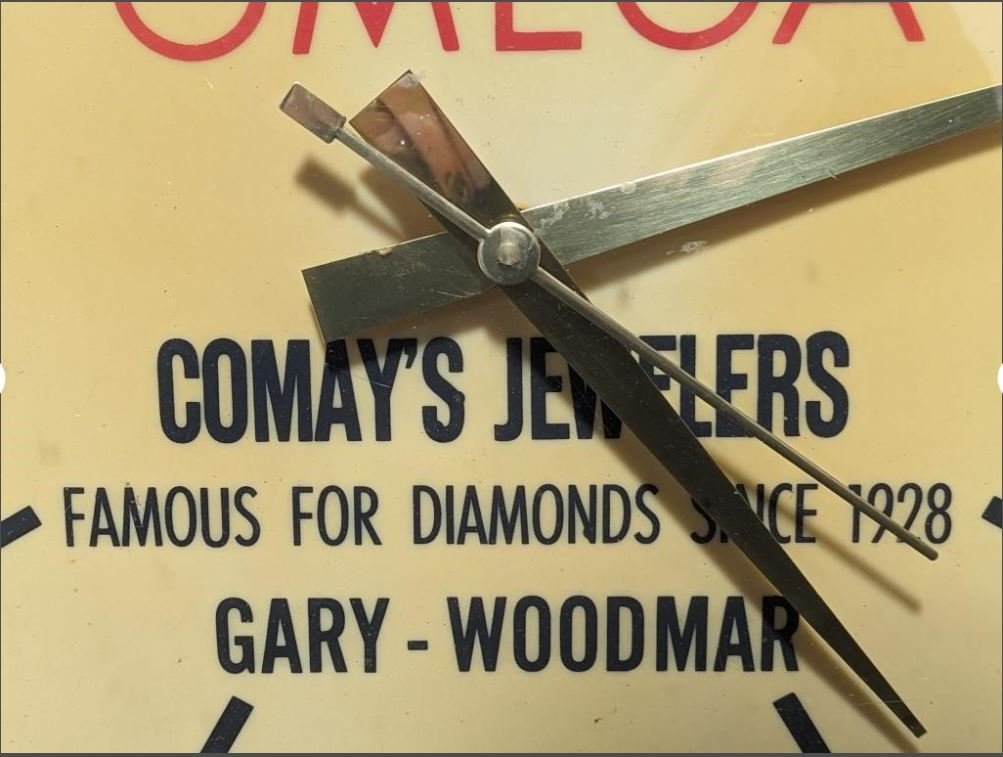 OMEGA
COMAY'S JEWELERS
FAMOUS FOR DIAMONDS SINCE 1928
GARY - WOODMAR